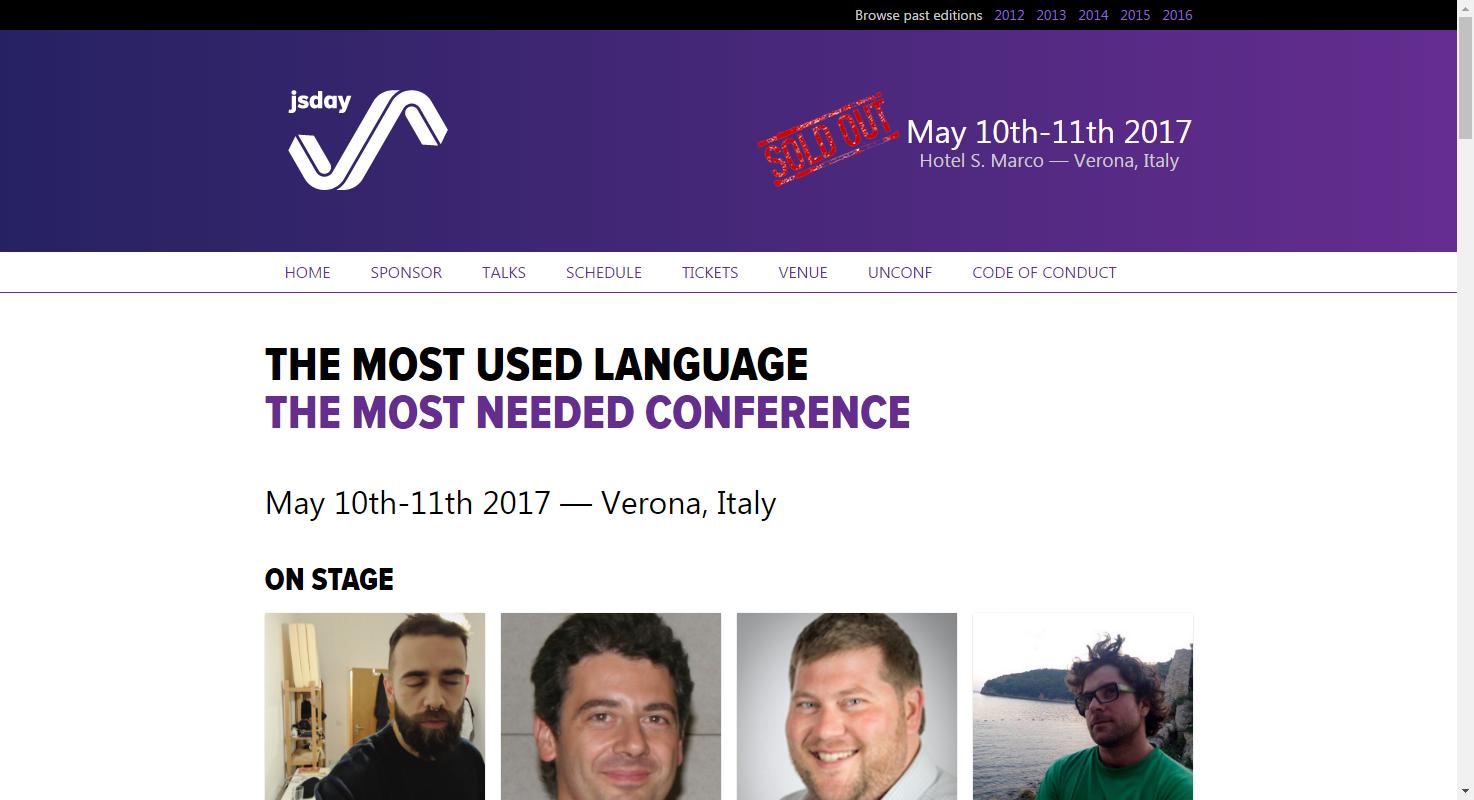 Browse past editions 2012 2013 2014 2015 2016
jsday
SOLD OUT
May 10th-11th 2017
Hotel S. Marco — Verona, Italy
HOME SPONSOR TALKS SCHEDULE TICKETS VENUE UNCONF CODE OF CONDUCT
THE MOST USED LANGUAGE
THE MOST NEEDED CONFERENCE
May 10th-11th 2017 — Verona, Italy
ON STAGE